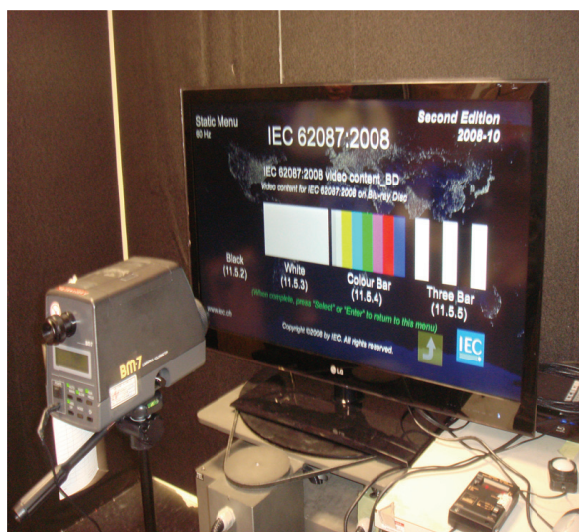 Static Menu
60 Hz
Second Edition
2008-10
IEC 62087:2008
IEC 62087:2008 video content_BD
Video content for IEC 62087:2008 on Blu-ray Disc
Black
(11.5.2)
White
(11.5.3)
Colour Bar
(11.5.4)
Three Bar
(11.5.5)
(When complete, press "Select" or "Enter" to return to this menu)
www.iec.ch
Copyright ©2008 by IEC. All rights reserved.
IEC
LG
BM-7